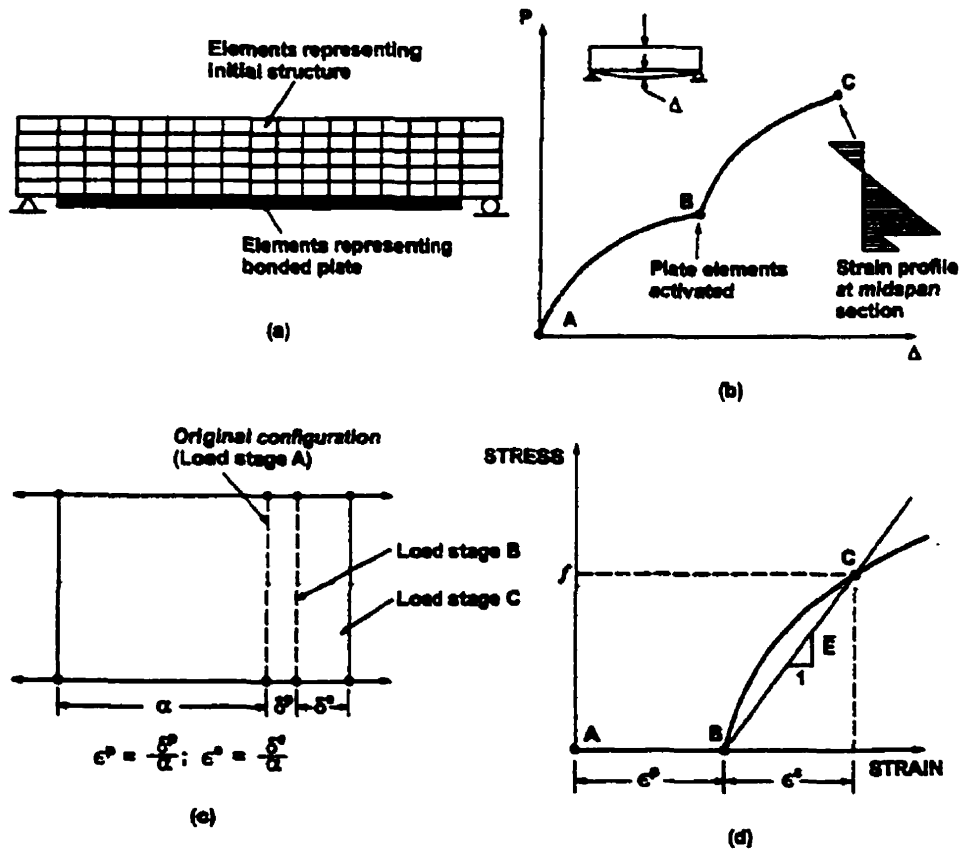 Elements representing
initial structure
Elements representing
bonded plate
(a)
P
Δ
C
B
Plate elements
activated
Strain profile
at midspan
section
A
Δ
(b)
Original configuration
(Load stage A)
Load stage B
Load stage C
α
δᵖ
δᵉ
εᵖ = δᵖ/α; εᵉ = δᵉ/α
(c)
STRESS
f
C
E
1
A
B
STRAIN
εᵖ
εᵉ
(d)